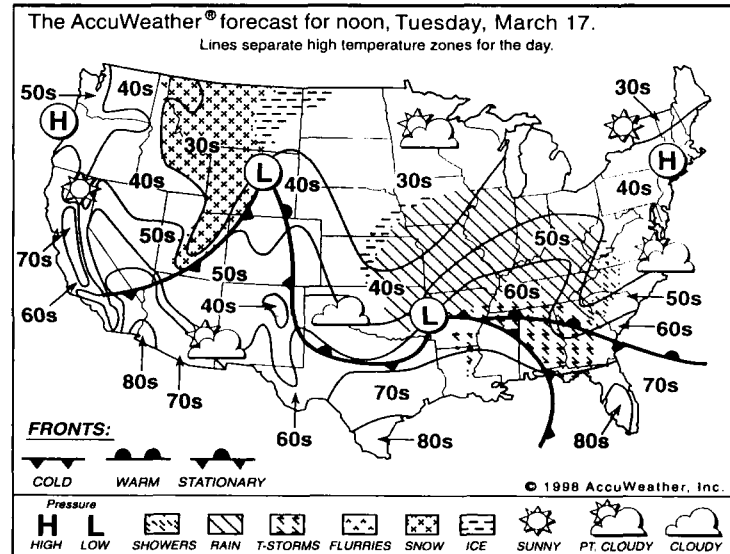 The AccuWeather® forecast for noon, Tuesday, March 17.
Lines separate high temperature zones for the day.
50s 40s 30s
H
30s L 40s 30s H
40s 40s
50s 50s
70s 50s
60s 40s 40s L 60s 50s
60s
80s 70s 70s 70s
60s 80s 80s
FRONTS:
COLD WARM STATIONARY
© 1998 AccuWeather, Inc.
Pressure
H L
HIGH LOW SHOWERS RAIN T-STORMS FLURRIES SNOW ICE SUNNY PT. CLOUDY CLOUDY